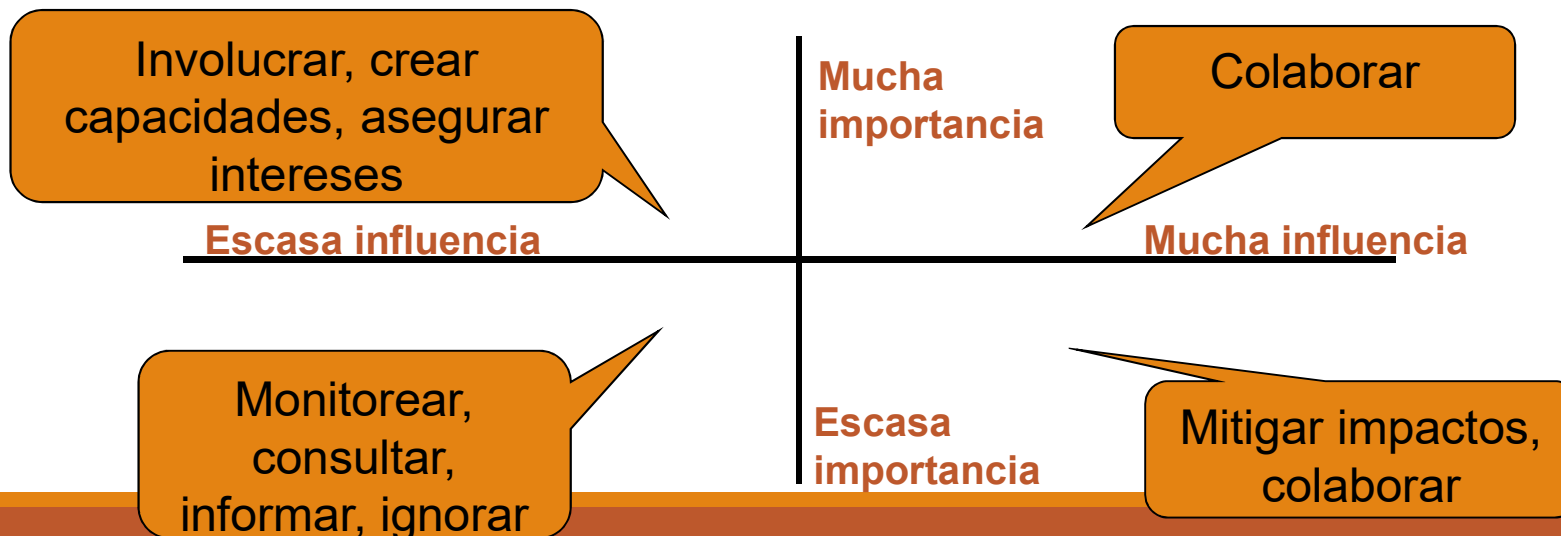 Involucrar, crear
capacidades, asegurar
intereses
Mucha
importancia
Colaborar
Escasa influencia
Mucha influencia
Monitorear,
consultar,
informar, ignorar
Escasa
importancia
Mitigar impactos,
colaborar